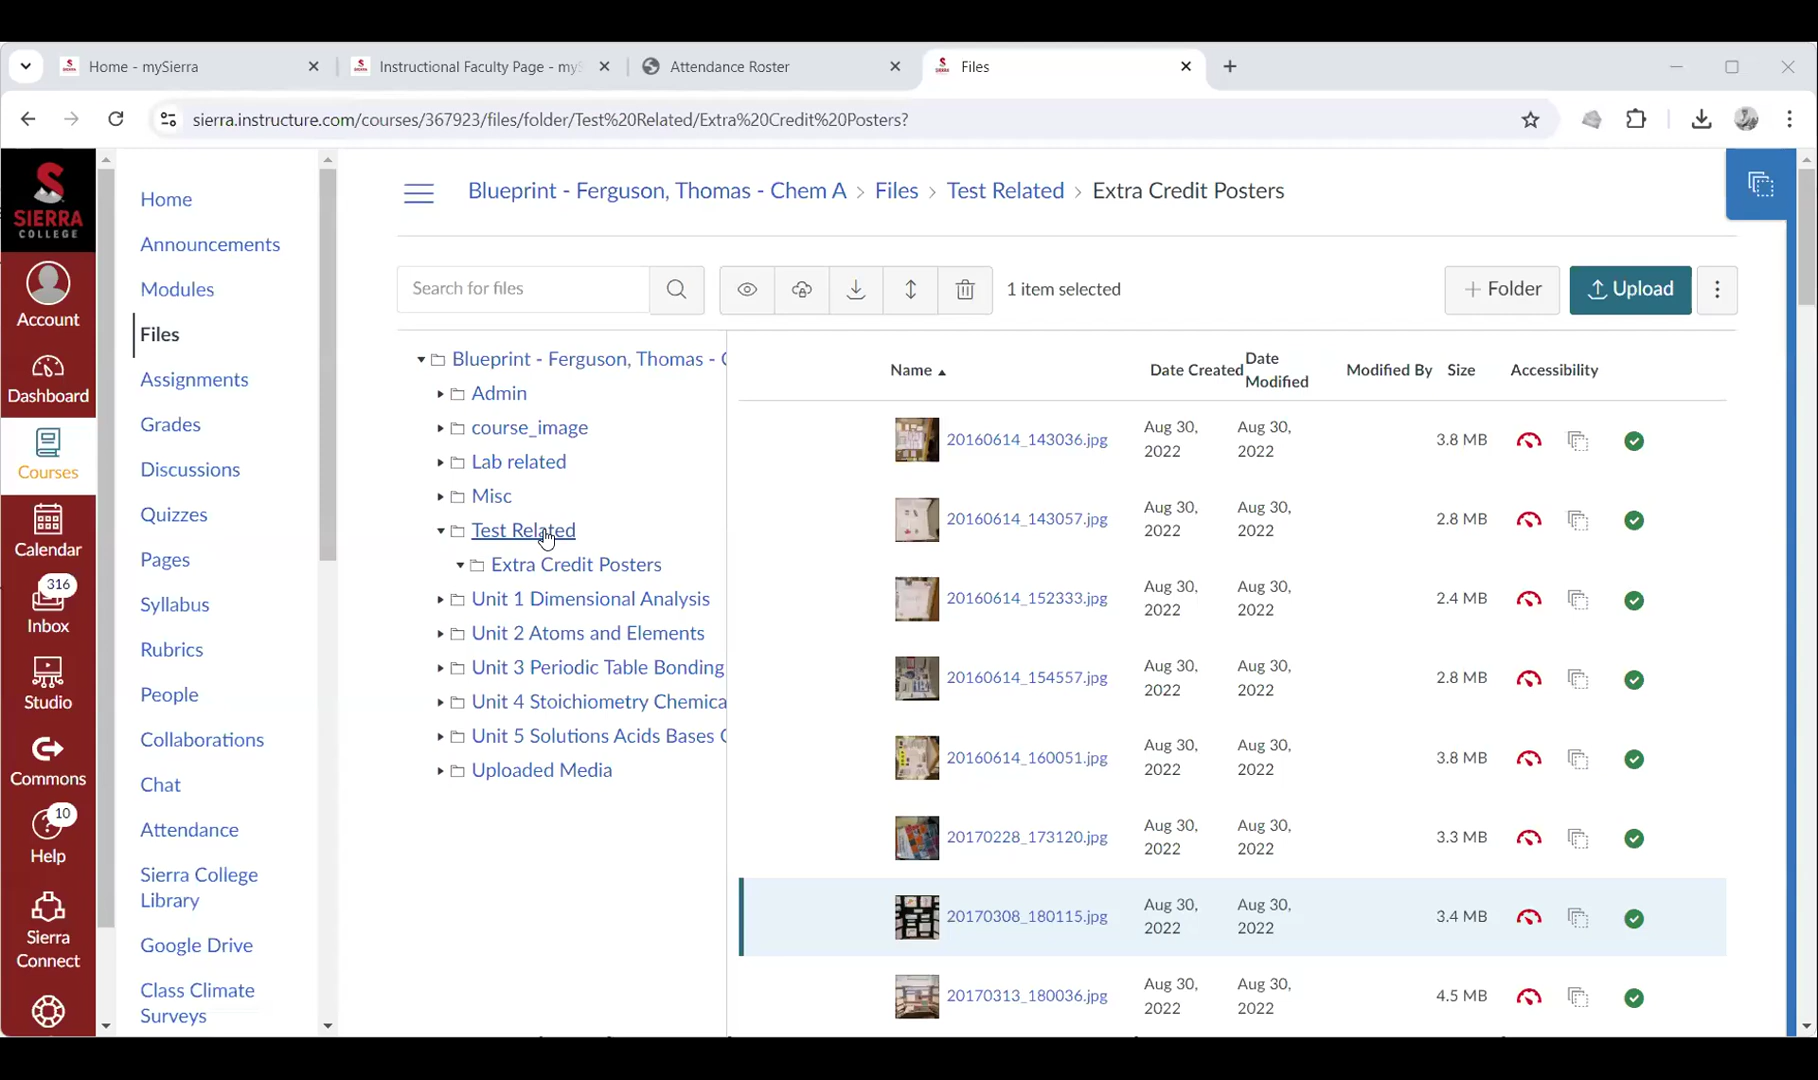 Home - mySierra
Instructional Faculty Page - my
Attendance Roster
Files
sierra.instructure.com/courses/367923/files/folder/Test%20Related/Extra%20Credit%20Posters?
SIERRA
COLLEGE
Account
Dashboard
Courses
Calendar
316
Inbox
Studio
Commons
10
Help
Sierra
Connect
Home
Announcements
Modules
Files
Assignments
Grades
Discussions
Quizzes
Pages
Syllabus
Rubrics
People
Collaborations
Chat
Attendance
Sierra College
Library
Google Drive
Class Climate
Surveys
Blueprint - Ferguson, Thomas - Chem A > Files > Test Related > Extra Credit Posters
Search for files
1 item selected
+ Folder
Upload
Blueprint - Ferguson, Thomas - C
Admin
course_image
Lab related
Misc
Test Related
Extra Credit Posters
Unit 1 Dimensional Analysis
Unit 2 Atoms and Elements
Unit 3 Periodic Table Bonding
Unit 4 Stoichiometry Chemica
Unit 5 Solutions Acids Bases C
Uploaded Media
Name Date Created Date Modified Modified By Size Accessibility
20160614_143036.jpg Aug 30, 2022 Aug 30, 2022 3.8 MB
20160614_143057.jpg Aug 30, 2022 Aug 30, 2022 2.8 MB
20160614_152333.jpg Aug 30, 2022 Aug 30, 2022 2.4 MB
20160614_154557.jpg Aug 30, 2022 Aug 30, 2022 2.8 MB
20160614_160051.jpg Aug 30, 2022 Aug 30, 2022 3.8 MB
20170228_173120.jpg Aug 30, 2022 Aug 30, 2022 3.3 MB
20170308_180115.jpg Aug 30, 2022 Aug 30, 2022 3.4 MB
20170313_180036.jpg Aug 30, 2022 Aug 30, 2022 4.5 MB